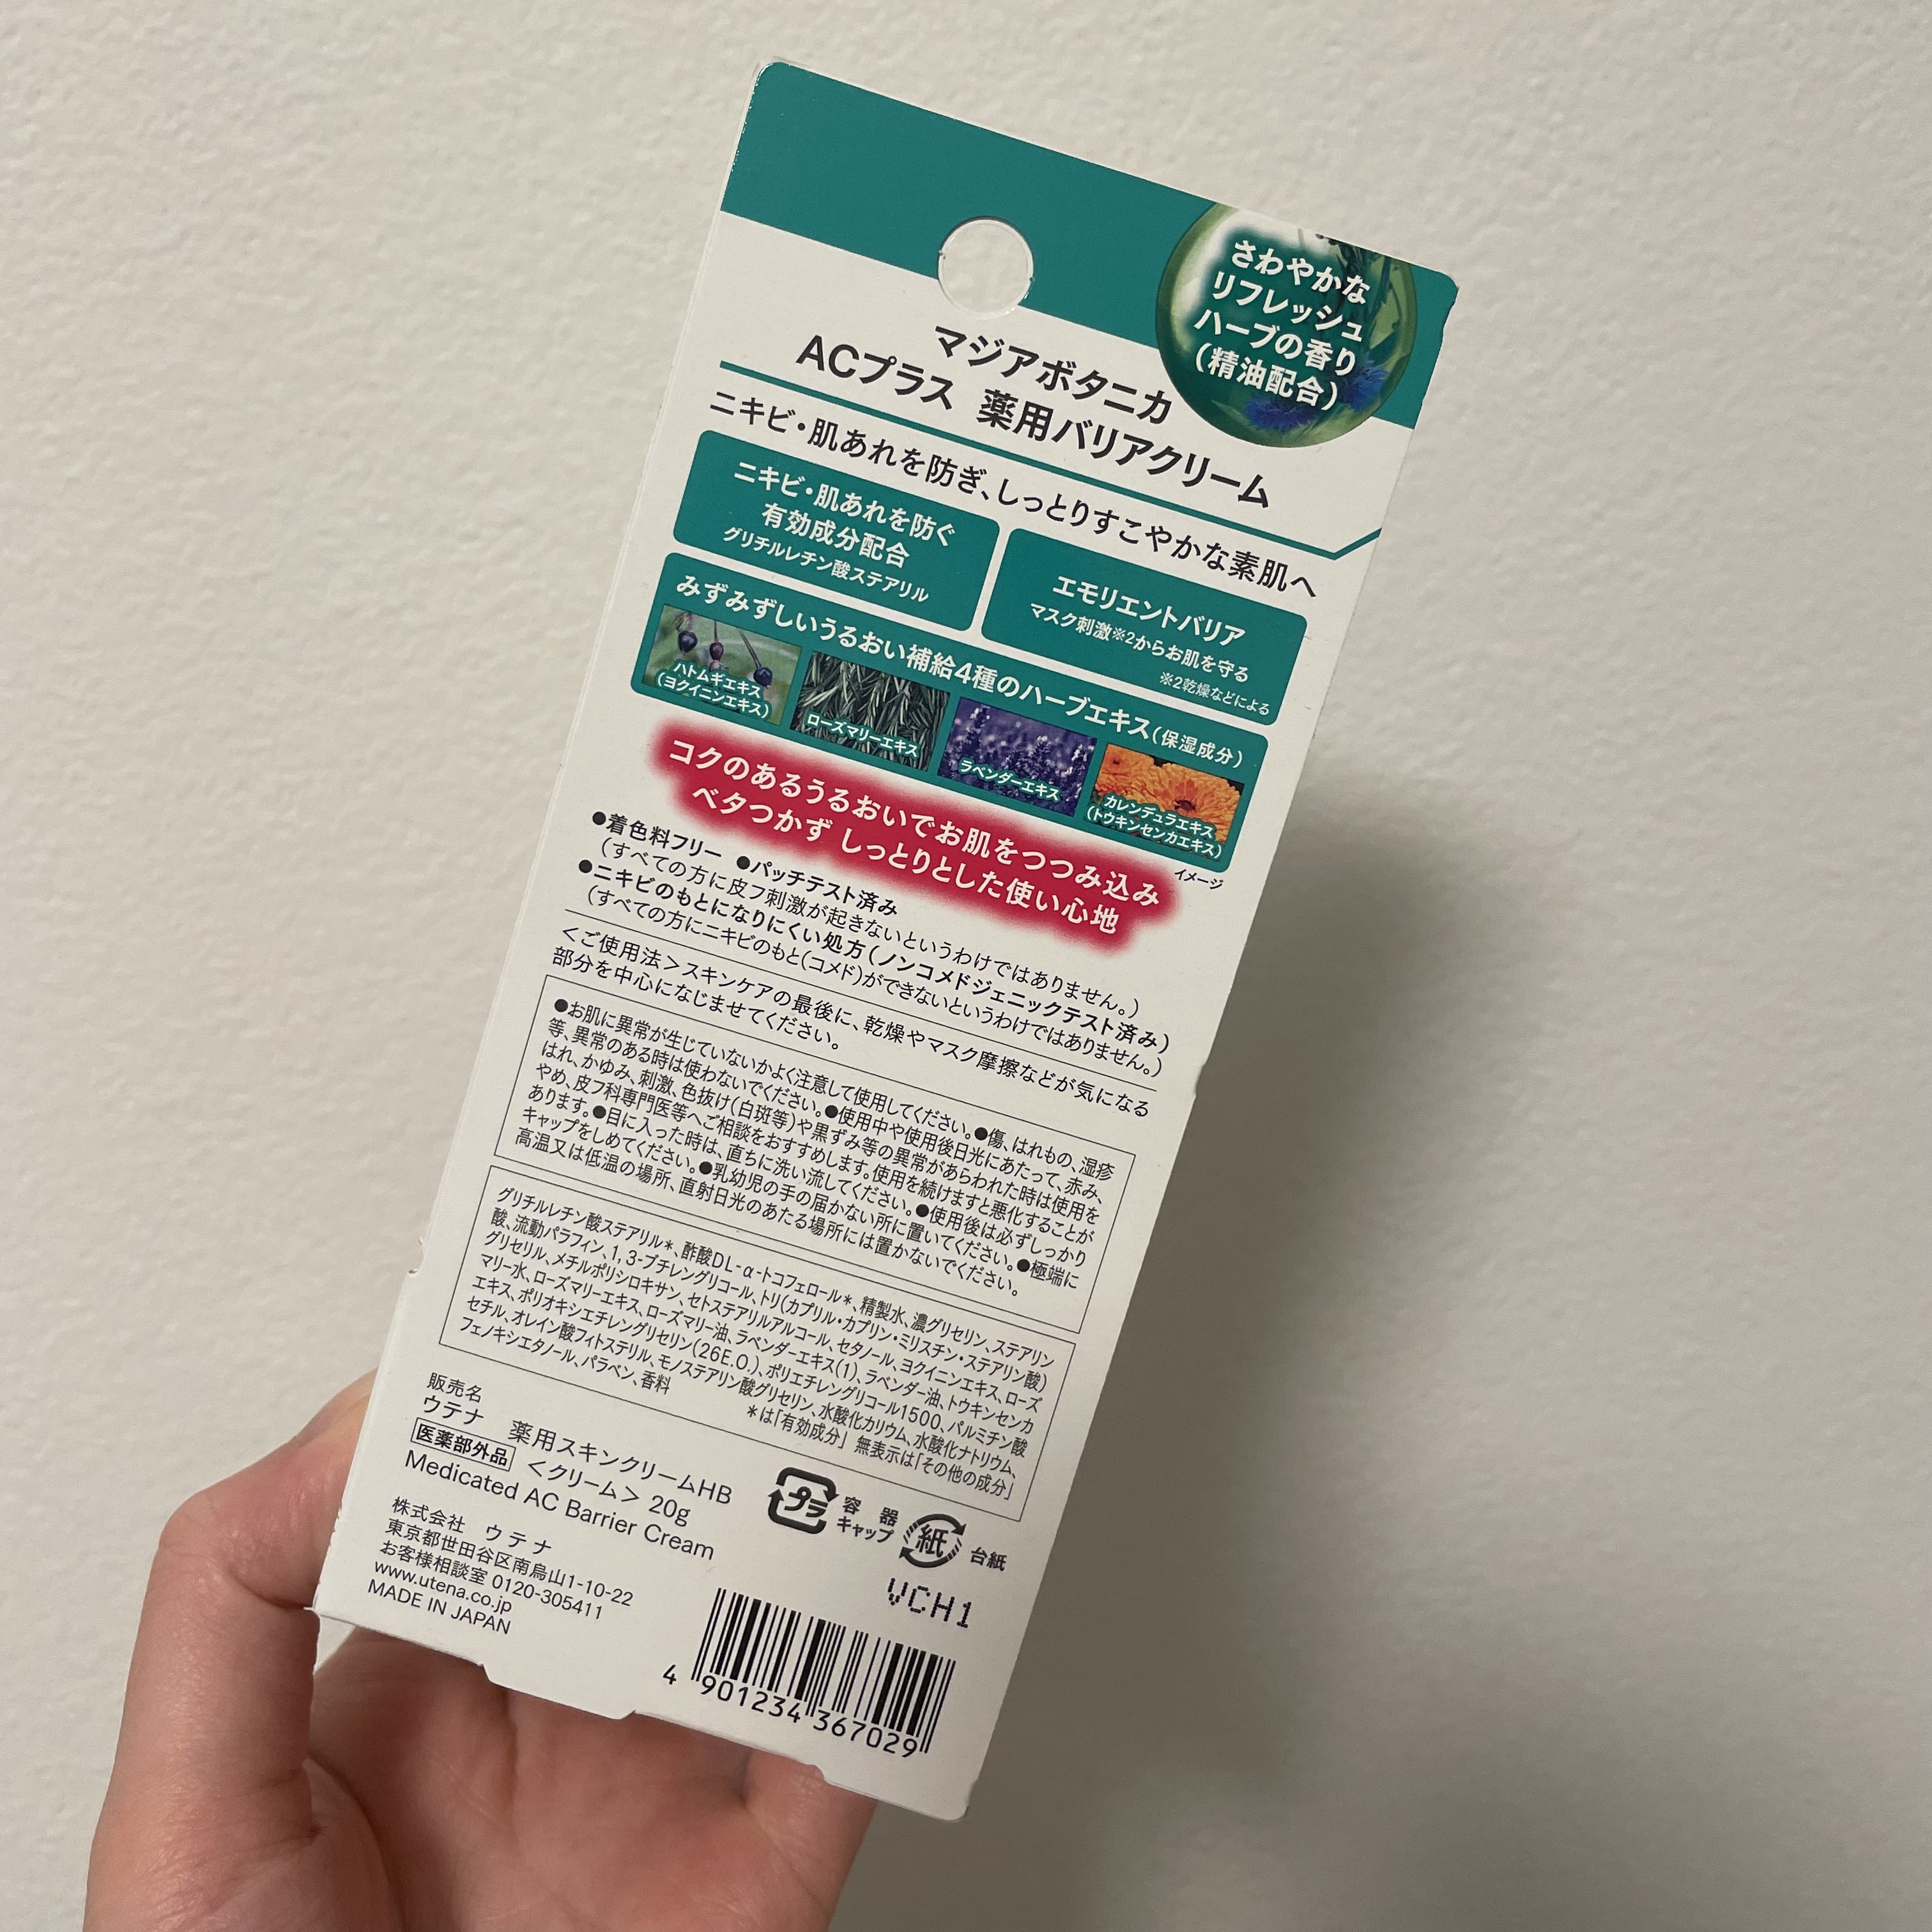 さわやかな
リフレッシュ
ハーブの香り
(精油配合)
マジアボタニカ
ACプラス 薬用バリアクリーム
ニキビ・肌あれを防ぎ、しっとりすこやかな素肌へ
ニキビ・肌あれを防ぐ
有効成分配合
グリチルレチン酸ステアリル
エモリエントバリア
マスク刺激※2からお肌を守る
※2乾燥などによる
みずみずしいうるおい補給4種のハーブエキス(保湿成分)
ハトムギエキス
(ヨクイニンエキス)
ローズマリーエキス
ラベンダーエキス
カレンデュラエキス
(トウキンセンカエキス)
イメージ
コクのあるうるおいでお肌をつつみ込み
ベタつかず しっとりとした使い心地
●着色料フリー ●パッチテスト済み
(すべての方に皮フ刺激が起きないというわけではありません。)
●ニキビのもとになりにくい処方(ノンコメドジェニックテスト済み)
(すべての方にニキビのもと(コメド)ができないというわけではありません。)
＜ご使用法＞スキンケアの最後に、乾燥やマスク摩擦などが気になる
部分を中心になじませてください。
●お肌に異常が生じていないかよく注意して使用してください。●傷、はれもの、湿疹
等、異常のある時は使わないでください。●使用中や使用後日光にあたって、赤み、
はれ、かゆみ、刺激、色抜け(白斑等)や黒ずみ等の異常があらわれた時は使用を
やめ、皮フ科専門医等へご相談をおすすめします。使用を続けますと悪化することが
あります。●目に入った時は、直ちに洗い流してください。●使用後は必ずしっかり
キャップをしめてください。●乳幼児の手の届かない所に置いてください。●極端に
高温又は低温の場所、直射日光のあたる場所には置かないでください。
グリチルレチン酸ステアリル＊、酢酸DL-α-トコフェロール＊、精製水、濃グリセリン、ステアリン
酸、流動パラフィン、1,3-ブチレングリコール、トリ(カプリル・カプリン・ミリスチン・ステアリン酸)
グリセリル、メチルポリシロキサン、セトステアリルアルコール、セタノール、ヨクイニンエキス、ローズ
マリー水、ローズマリーエキス、ローズマリー油、ラベンダーエキス(1)、ラベンダー油、トウキンセンカ
エキス、ポリオキシエチレングリセリン(26E.O.)、ポリエチレングリコール1500、パルミチン酸
セチル、オレイン酸フィトステリル、モノステアリン酸グリセリン、水酸化カリウム、水酸化ナトリウム、
フェノキシエタノール、パラベン、香料
＊は「有効成分」 無表示は「その他の成分」
販売名
ウテナ 薬用スキンクリームHB
医薬部外品 ＜クリーム＞ 20g
Medicated AC Barrier Cream
プラ 容器
キャップ
紙 台紙
株式会社 ウテナ
東京都世田谷区南烏山1-10-22
お客様相談室 0120-305411
www.utena.co.jp
MADE IN JAPAN
VCH1
4 901234 367029